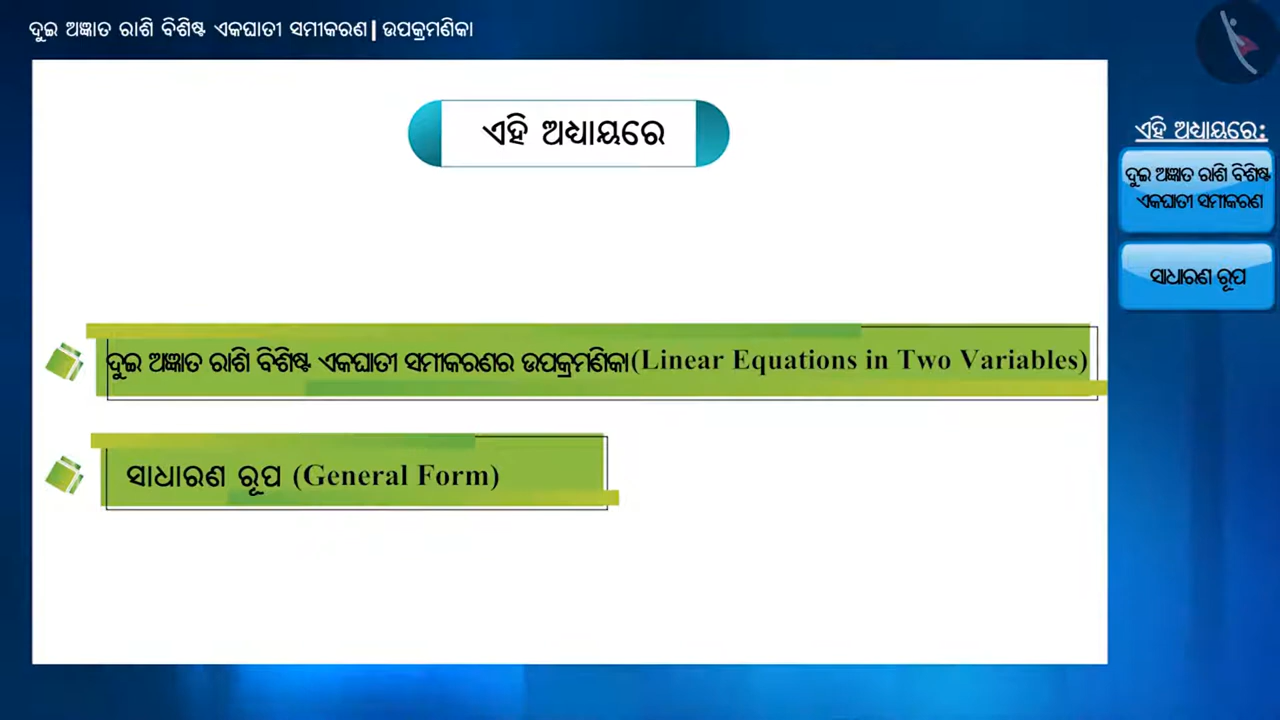 ଦୁଇ ଅଜ୍ଞାତ ରାଶି ବିଶିଷ୍ଟ ଏକଘାତୀ ସମୀକରଣ | ଉପକ୍ରମଣିକା
ଏହି ଅଧ୍ୟାୟରେ
ଦୁଇ ଅଜ୍ଞାତ ରାଶି ବିଶିଷ୍ଟ ଏକଘାତୀ ସମୀକରଣର ଉପକ୍ରମଣିକା(Linear Equations in Two Variables)
ସାଧାରଣ ରୂପ (General Form)
ଏହି ଅଧ୍ୟାୟରେ:
ଦୁଇ ଅଜ୍ଞାତ ରାଶି ବିଶିଷ୍ଟ
ଏକଘାତୀ ସମୀକରଣ
ସାଧାରଣ ରୂପ